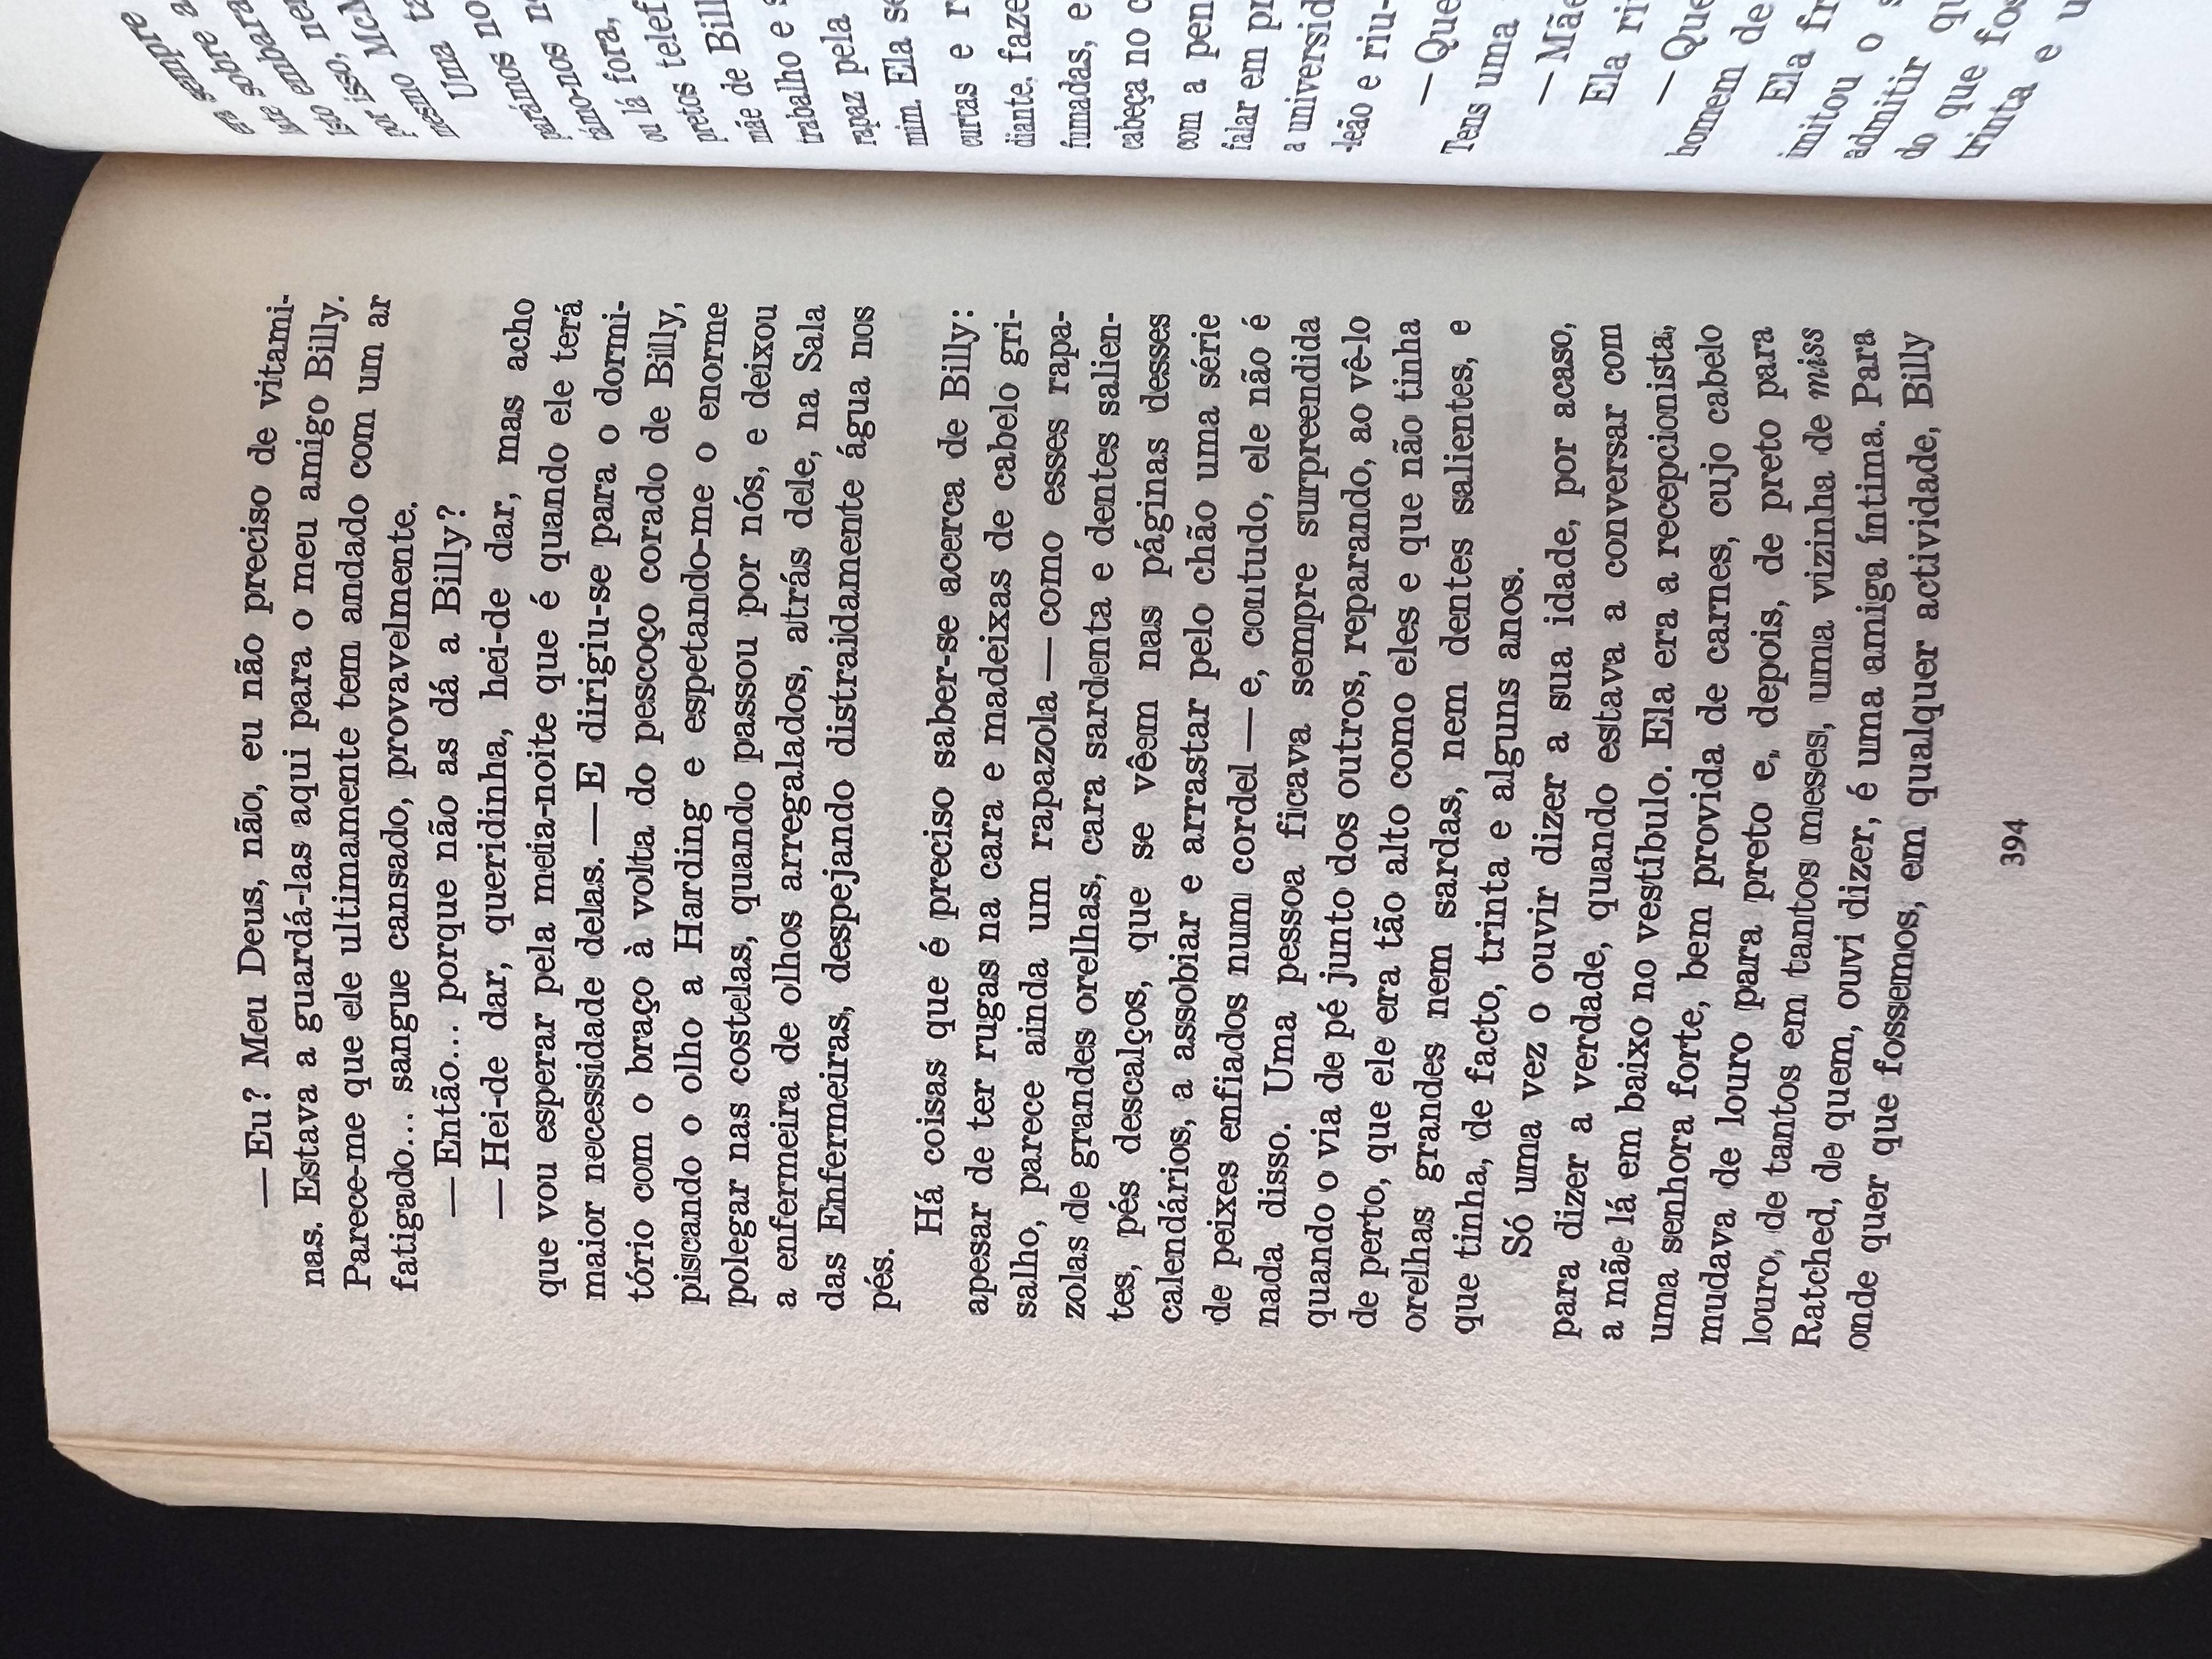 — Eu? Meu Deus, não, eu não preciso de vitami-
nas. Estava a guardá-las aqui para o meu amigo Billy.
Parece-me que ele ultimamente tem andado com um ar
fatigado... sangue cansado, provavelmente.
— Então... porque não as dá a Billy?
— Hei-de dar, queridinha, hei-de dar, mas acho
que vou esperar pela meia-noite que é quando ele terá
maior necessidade delas. — E dirigiu-se para o dormi-
tório com o braço à volta do pescoço corado de Billy,
piscando o olho a Harding e espetando-me o enorme
polegar nas costelas, quando passou por nós, e deixou
a enfermeira de olhos arregalados, atrás dele, na Sala
das Enfermeiras, despejando distraidamente água nos
pés.
Há coisas que é preciso saber-se acerca de Billy:
apesar de ter rugas na cara e madeixas de cabelo gri-
salho, parece ainda um rapazola — como esses rapa-
zolas de grandes orelhas, cara sardenta e dentes salien-
tes, pés descalços, que se vêem nas páginas desses
calendários, a assobiar e arrastar pelo chão uma série
de peixes enfiados num cordel — e, contudo, ele não é
nada disso. Uma pessoa ficava sempre surpreendida
quando o via de pé junto dos outros, reparando, ao vê-lo
de perto, que ele era tão alto como eles e que não tinha
orelhas grandes nem sardas, nem dentes salientes, e
que tinha, de facto, trinta e alguns anos.
Só uma vez o ouvir dizer a sua idade, por acaso,
para dizer a verdade, quando estava a conversar com
a mãe lá em baixo no vestíbulo. Ela era a recepcionista,
uma senhora forte, bem provida de carnes, cujo cabelo
mudava de louro para preto e, depois, de preto para
louro, de tantos em tantos meses, uma vizinha de miss
Ratched, de quem, ouvi dizer, é uma amiga íntima. Para
onde quer que fossemos, em qualquer actividade, Billy
394
era sempre
sobre a
isto embara
por isso, nem
mesmo McM
Uma ta
parámos no
támo-nos n
ou lá fora,
pretos telef
mãe de Bill
trabalho e s
rapaz pela
mim. Ela se
curtas e r
diante. faze
fumadas, e
cabeça no c
com a pen
falar em pr
a universid
-leão e riu-
— Que
Tens uma
— Mãe
Ela ri
— Que
homem de
Ela fr
imitou o s
admitir qu
do que fos
trinta e u